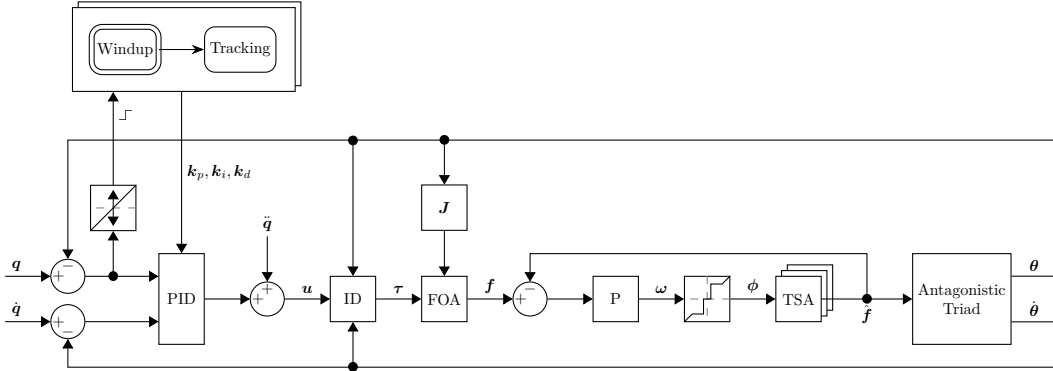 Windup
Tracking
k_p, k_i, k_d
J
q̈
q
+
−
PID
+
+
u
ID
τ
FOA
f
+
−
P
ω
ϕ
TSA
f̂
Antagonistic
Triad
θ
q̇
+
−
θ̇